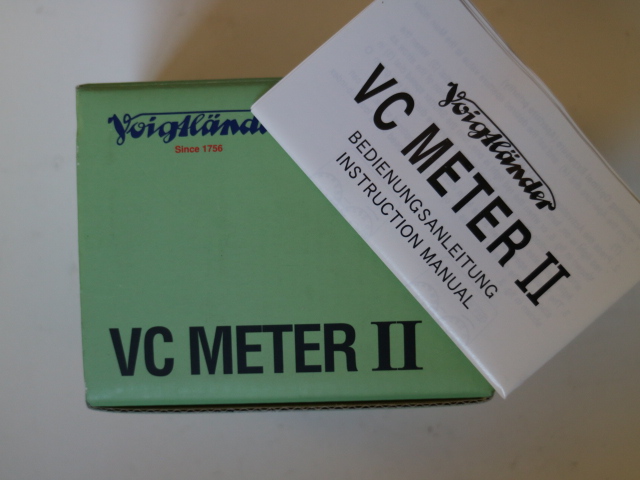 Voigtländer
Since 1756
VC METER II
Voigtländer
VC METER II
BEDIENUNGSANLEITUNG
INSTRUCTION MANUAL